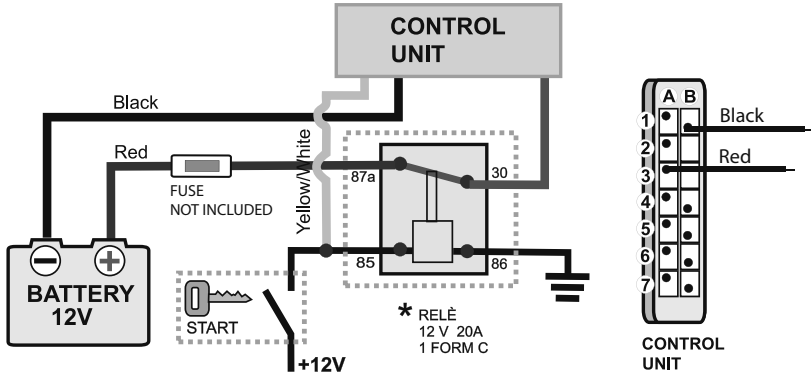 CONTROL
UNIT
Black
Red
FUSE
NOT INCLUDED
Yellow/White
87a
30
85
86
BATTERY
12V
START
+12V
* RELÈ
12 V 20A
1 FORM C
A B
1
2
3
4
5
6
7
Black
Red
CONTROL
UNIT